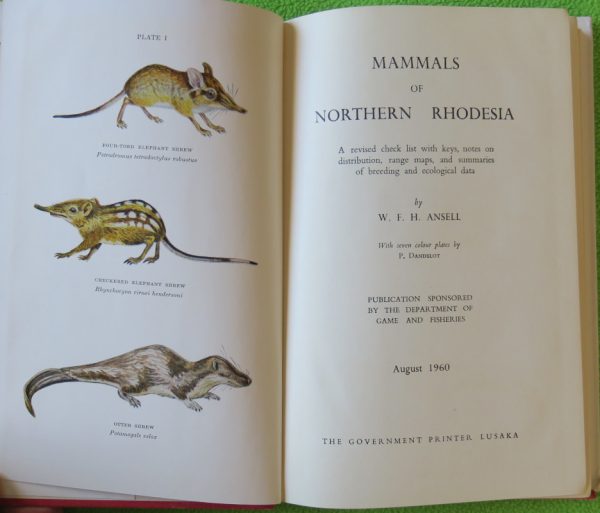 PLATE I
FOUR-TOED ELEPHANT SHREW
Petrodromus tetradactylus robustus
CHECKERED ELEPHANT SHREW
Rhynchocyon cirnei hendersoni
OTTER SHREW
Potamogale velox
MAMMALS
OF
NORTHERN RHODESIA
A revised check list with keys, notes on
distribution, range maps, and summaries
of breeding and ecological data
by
W. F. H. ANSELL
With seven colour plates by
P. DANDELOT
PUBLICATION SPONSORED
BY THE DEPARTMENT OF
GAME AND FISHERIES
August 1960
THE GOVERNMENT PRINTER LUSAKA